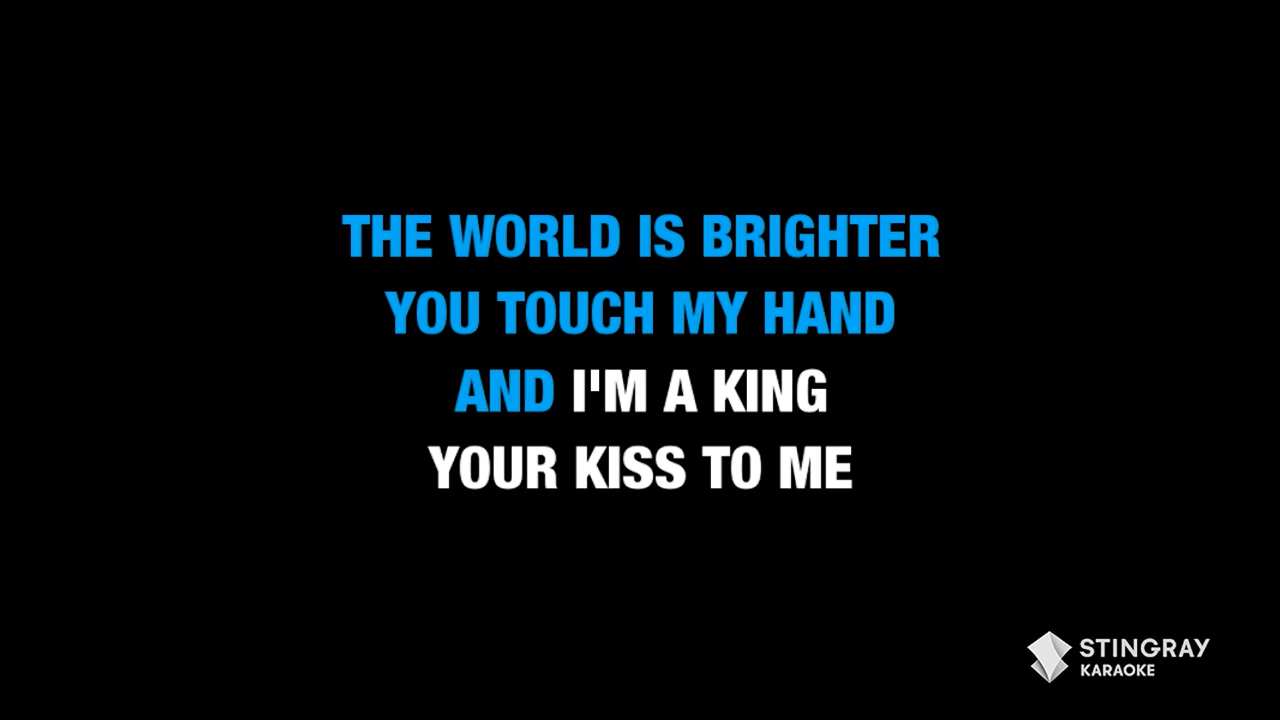 THE WORLD IS BRIGHTER
YOU TOUCH MY HAND
AND I'M A KING
YOUR KISS TO ME
STINGRAY
KARAOKE